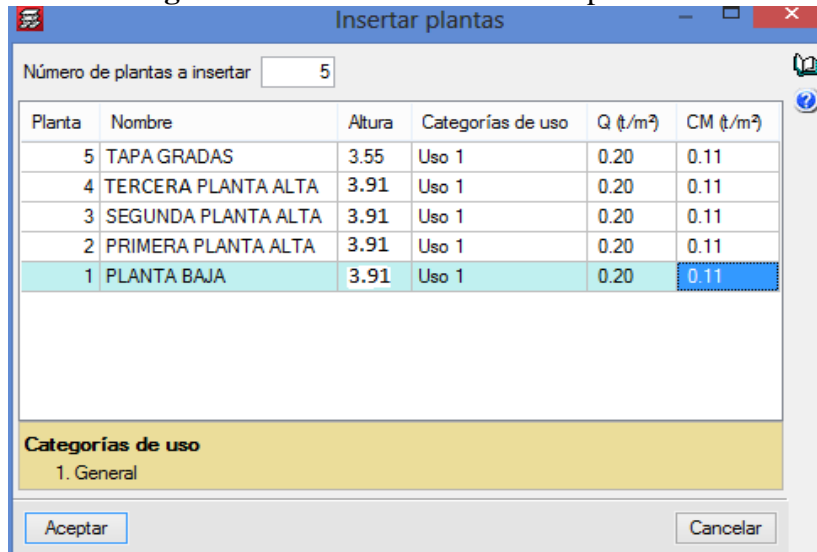 Insertar plantas
Número de plantas a insertar 5
Planta Nombre Altura Categorías de uso Q (t/m²) CM (t/m²)
5 TAPA GRADAS 3.55 Uso 1 0.20 0.11
4 TERCERA PLANTA ALTA 3.91 Uso 1 0.20 0.11
3 SEGUNDA PLANTA ALTA 3.91 Uso 1 0.20 0.11
2 PRIMERA PLANTA ALTA 3.91 Uso 1 0.20 0.11
1 PLANTA BAJA 3.91 Uso 1 0.20 0.11
Categorías de uso
1. General
Aceptar Cancelar